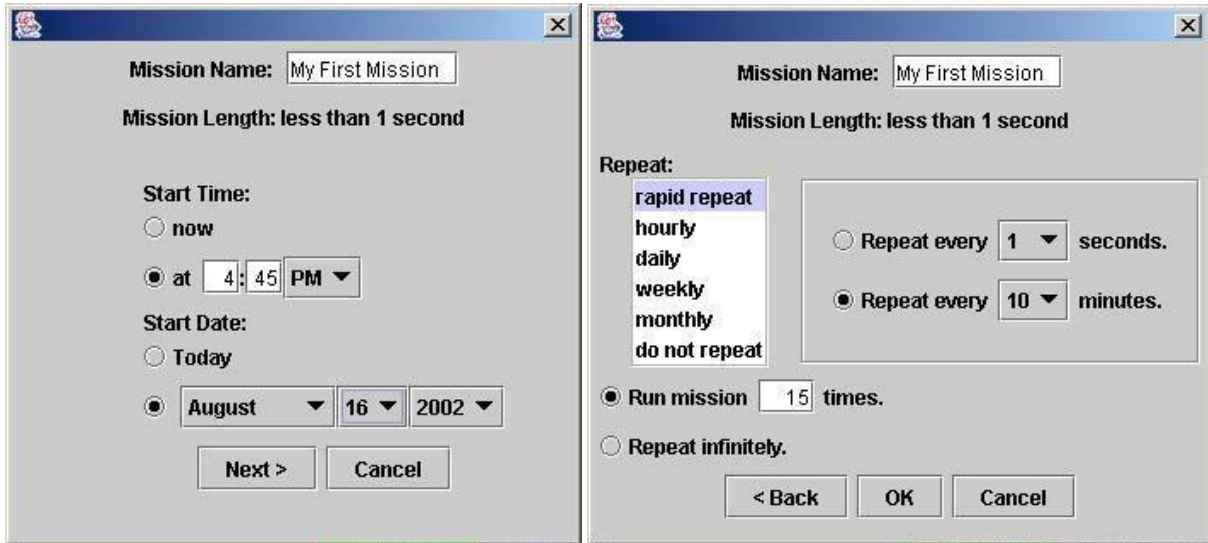 Mission Name: My First Mission
Mission Length: less than 1 second
Start Time:
now
at 4:45 PM
Start Date:
Today
August 16 2002
Next > Cancel
Mission Name: My First Mission
Mission Length: less than 1 second
Repeat:
rapid repeat
hourly
daily
weekly
monthly
do not repeat
Repeat every 1 seconds.
Repeat every 10 minutes.
Run mission 15 times.
Repeat infinitely.
< Back OK Cancel